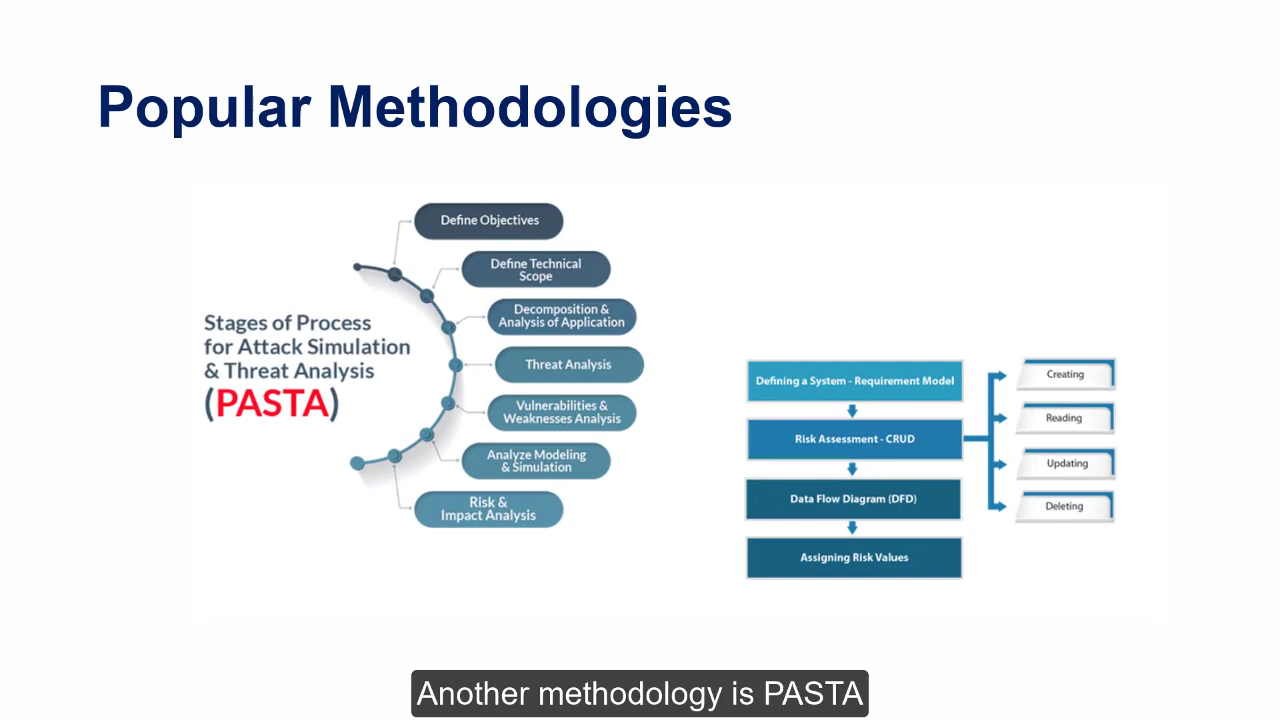 Popular Methodologies
Stages of Process
for Attack Simulation
& Threat Analysis
(PASTA)
Define Objectives
Define Technical
Scope
Decomposition &
Analysis of Application
Threat Analysis
Vulnerabilities &
Weaknesses Analysis
Analyze Modeling
& Simulation
Risk &
Impact Analysis
Defining a System - Requirement Model
Risk Assessment - CRUD
Data Flow Diagram (DFD)
Assigning Risk Values
Creating
Reading
Updating
Deleting
Another methodology is PASTA